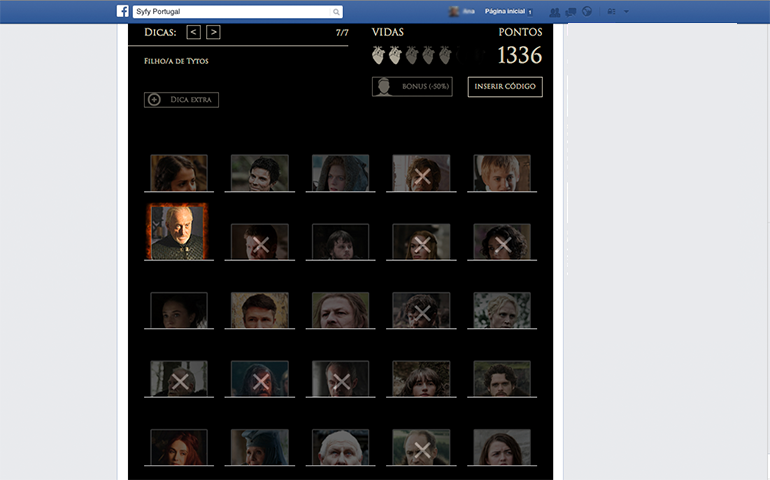 Syfy Portugal
Página inicial 1
DICAS: < > 7/7
VIDAS
PONTOS
1336
FILHO/A DE TYTOS
BONUS (-50%)
INSERIR CÓDIGO
DICA EXTRA